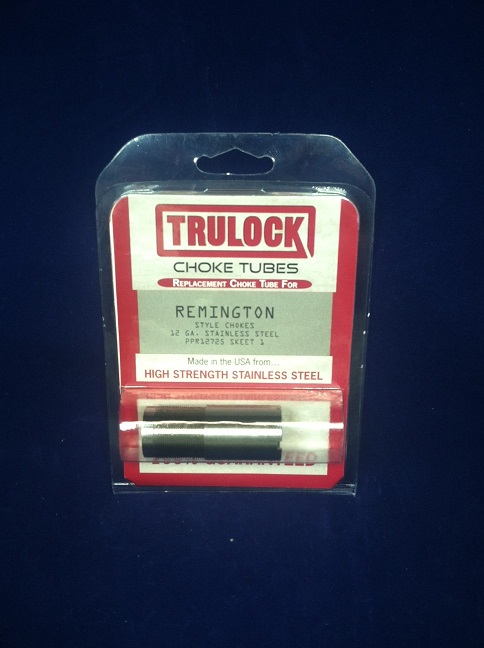 TRULOCK
CHOKE TUBES
REPLACEMENT CHOKE TUBE FOR
REMINGTON
STYLE CHOKES
12 GA. STAINLESS STEEL
PPR12725 SKEET 1
Made in the USA from...
HIGH STRENGTH STAINLESS STEEL
GUARANTEED